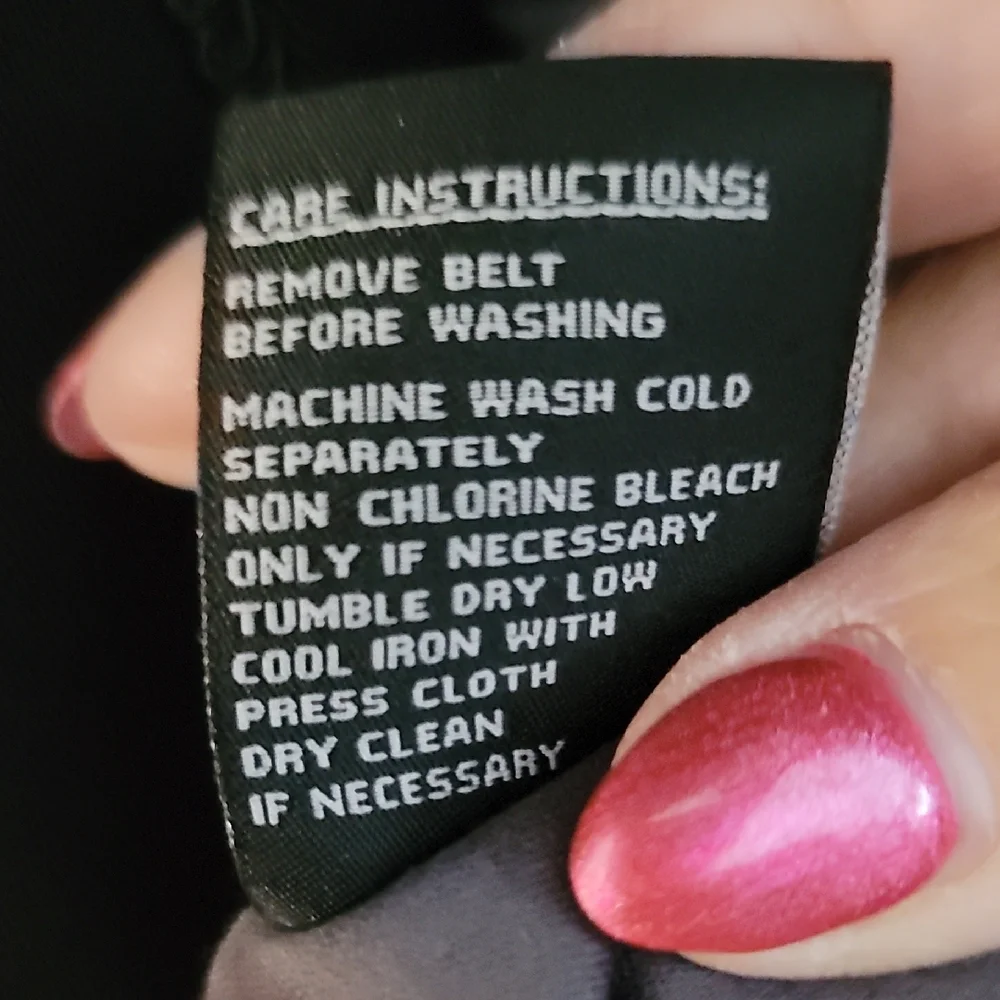 CARE INSTRUCTIONS:
REMOVE BELT
BEFORE WASHING
MACHINE WASH COLD
SEPARATELY
NON CHLORINE BLEACH
ONLY IF NECESSARY
TUMBLE DRY LOW
COOL IRON WITH
PRESS CLOTH
DRY CLEAN
IF NECESSARY